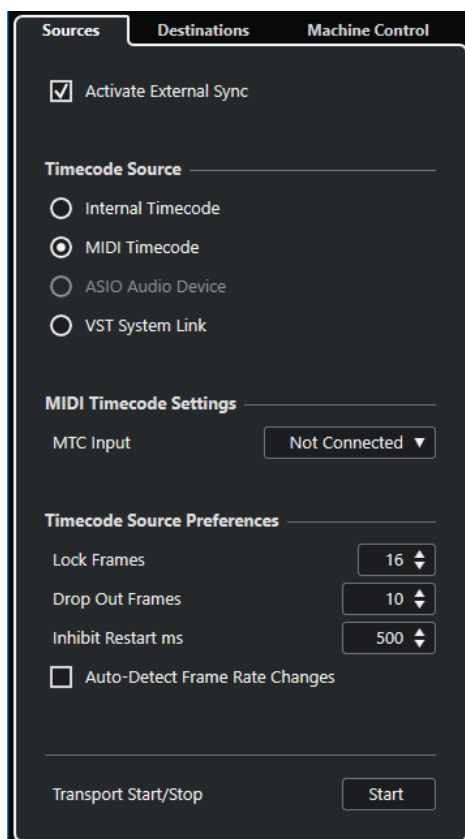 Sources Destinations Machine Control
Activate External Sync
Timecode Source
Internal Timecode
MIDI Timecode
ASIO Audio Device
VST System Link
MIDI Timecode Settings
MTC Input Not Connected
Timecode Source Preferences
Lock Frames 16
Drop Out Frames 10
Inhibit Restart ms 500
Auto-Detect Frame Rate Changes
Transport Start/Stop Start